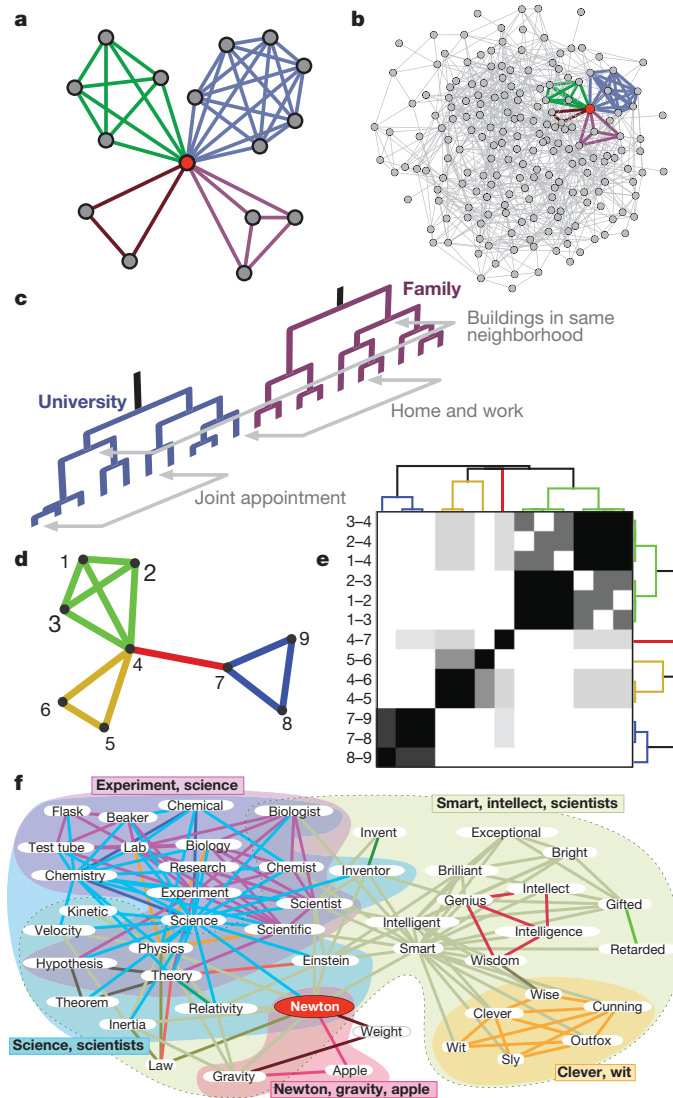 a
b
c
Family
Buildings in same
neighborhood
University
Home and work
Joint appointment
d
1
2
3
4
5
6
7
8
9
e
3–4
2–4
1–4
2–3
1–2
1–3
4–7
5–6
4–6
4–5
7–9
7–8
8–9
f
Experiment, science
Smart, intellect, scientists
Flask
Beaker
Chemical
Biologist
Test tube
Lab
Biology
Invent
Exceptional
Chemistry
Research
Chemist
Inventor
Brilliant
Bright
Experiment
Kinetic
Science
Scientist
Genius
Intellect
Gifted
Velocity
Scientific
Intelligent
Intelligence
Physics
Smart
Retarded
Hypothesis
Theory
Einstein
Wisdom
Theorem
Relativity
Newton
Wise
Cunning
Inertia
Weight
Clever
Science, scientists
Law
Gravity
Apple
Wit
Sly
Outfox
Newton, gravity, apple
Clever, wit